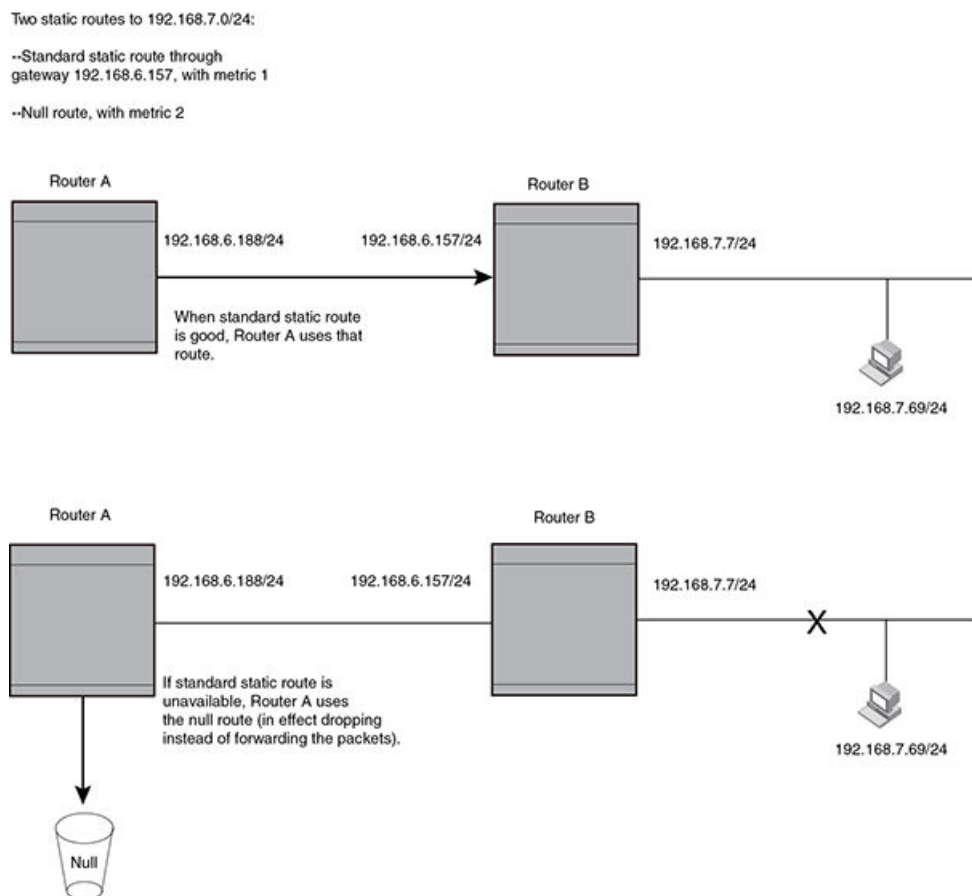 Two static routes to 192.168.7.0/24:
--Standard static route through
gateway 192.168.6.157, with metric 1
--Null route, with metric 2
Router A
Router B
192.168.6.188/24
192.168.6.157/24
192.168.7.7/24
When standard static route
is good, Router A uses that
route.
192.168.7.69/24
Router A
Router B
192.168.6.188/24
192.168.6.157/24
192.168.7.7/24
X
If standard static route is
unavailable, Router A uses
the null route (in effect dropping
instead of forwarding the packets).
192.168.7.69/24
Null